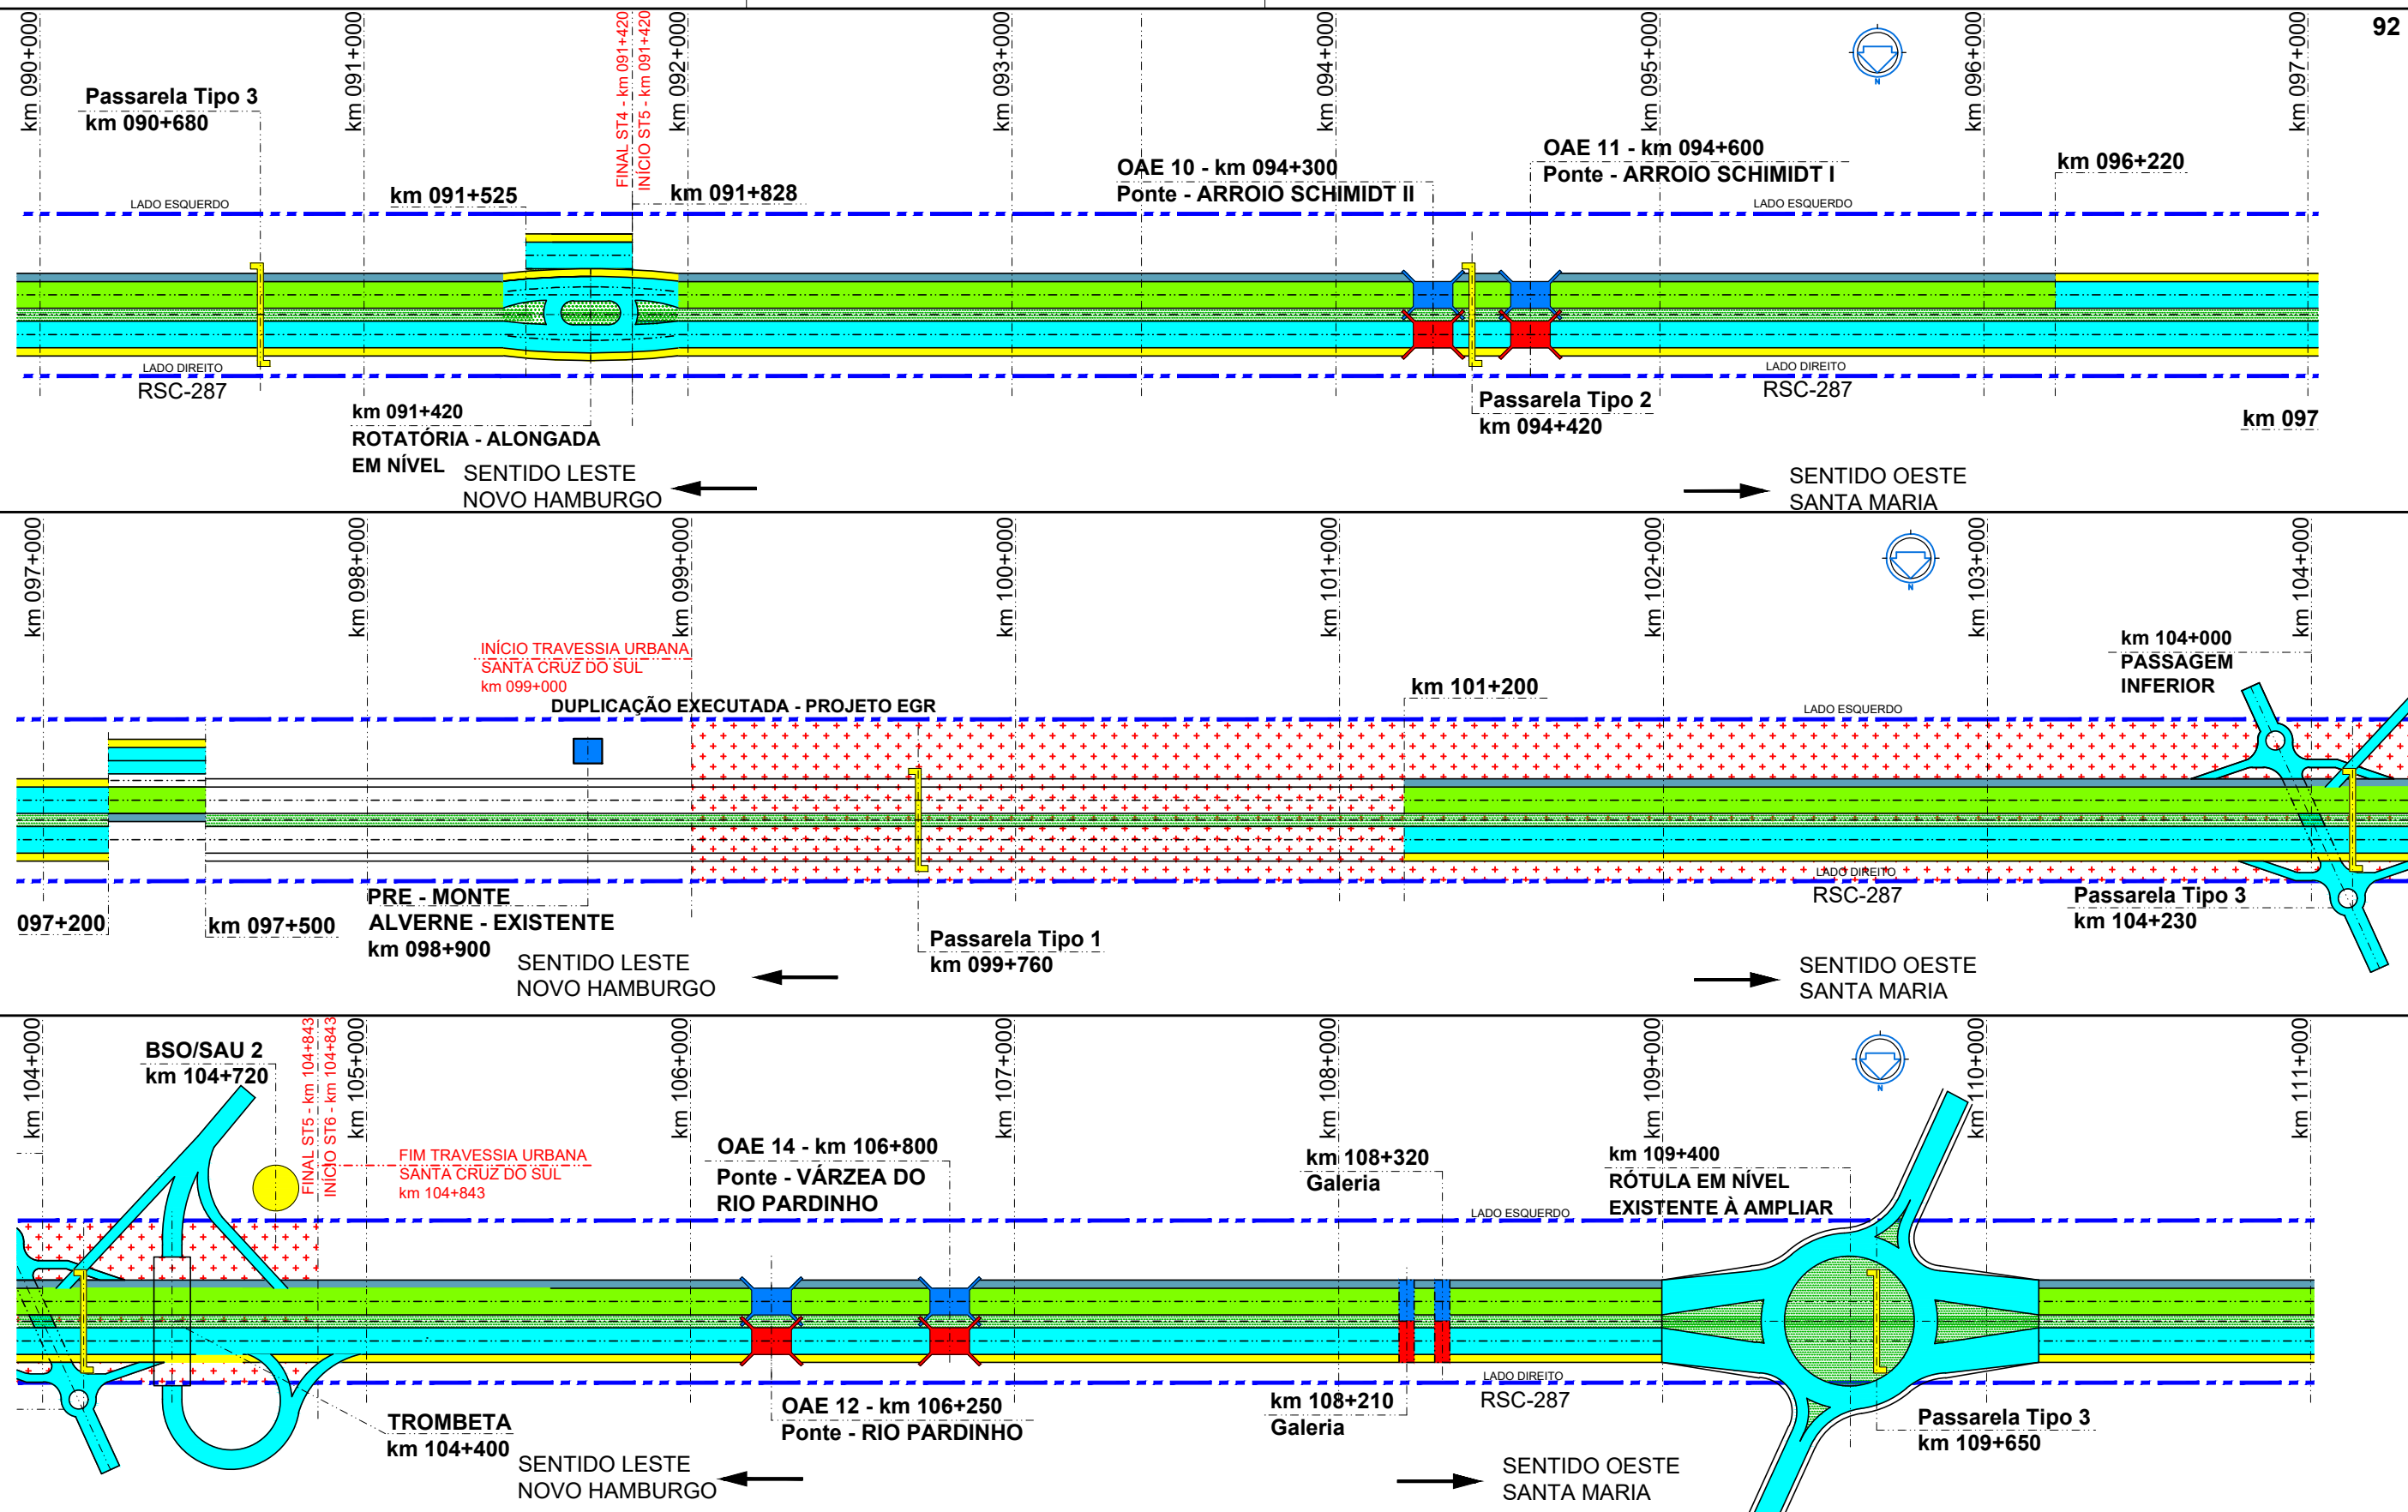 92
km 090+000
km 091+000
FINAL ST4 - km 091+420
INÍCIO ST5 - km 091+420
km 092+000
km 093+000
km 094+000
km 095+000
km 096+000
km 097+000
Passarela Tipo 3
km 090+680
N
OAE 10 - km 094+300
Ponte - ARROIO SCHIMIDT II
OAE 11 - km 094+600
Ponte - ARROIO SCHIMIDT I
km 096+220
km 091+525
km 091+828
LADO ESQUERDO
LADO ESQUERDO
LADO DIREITO
RSC-287
LADO DIREITO
RSC-287
km 091+420
ROTATÓRIA - ALONGADA
EM NÍVEL
Passarela Tipo 2
km 094+420
km 097
SENTIDO LESTE
NOVO HAMBURGO
SENTIDO OESTE
SANTA MARIA
km 097+000
km 098+000
km 099+000
km 100+000
km 101+000
km 102+000
km 103+000
km 104+000
N
INÍCIO TRAVESSIA URBANA
SANTA CRUZ DO SUL
km 099+000
DUPLICAÇÃO EXECUTADA - PROJETO EGR
km 101+200
km 104+000
PASSAGEM
INFERIOR
LADO ESQUERDO
LADO DIREITO
RSC-287
097+200
km 097+500
PRE - MONTE
ALVERNE - EXISTENTE
km 098+900
Passarela Tipo 1
km 099+760
Passarela Tipo 3
km 104+230
SENTIDO LESTE
NOVO HAMBURGO
SENTIDO OESTE
SANTA MARIA
km 104+000
FINAL ST5 - km 104+843
INÍCIO ST6 - km 104+843
km 105+000
km 106+000
km 107+000
km 108+000
km 109+000
km 110+000
km 111+000
N
BSO/SAU 2
km 104+720
FIM TRAVESSIA URBANA
SANTA CRUZ DO SUL
km 104+843
OAE 14 - km 106+800
Ponte - VÁRZEA DO
RIO PARDINHO
km 108+320
Galeria
km 109+400
RÓTULA EM NÍVEL
EXISTENTE À AMPLIAR
LADO ESQUERDO
LADO DIREITO
RSC-287
TROMBETA
km 104+400
OAE 12 - km 106+250
Ponte - RIO PARDINHO
km 108+210
Galeria
Passarela Tipo 3
km 109+650
SENTIDO LESTE
NOVO HAMBURGO
SENTIDO OESTE
SANTA MARIA